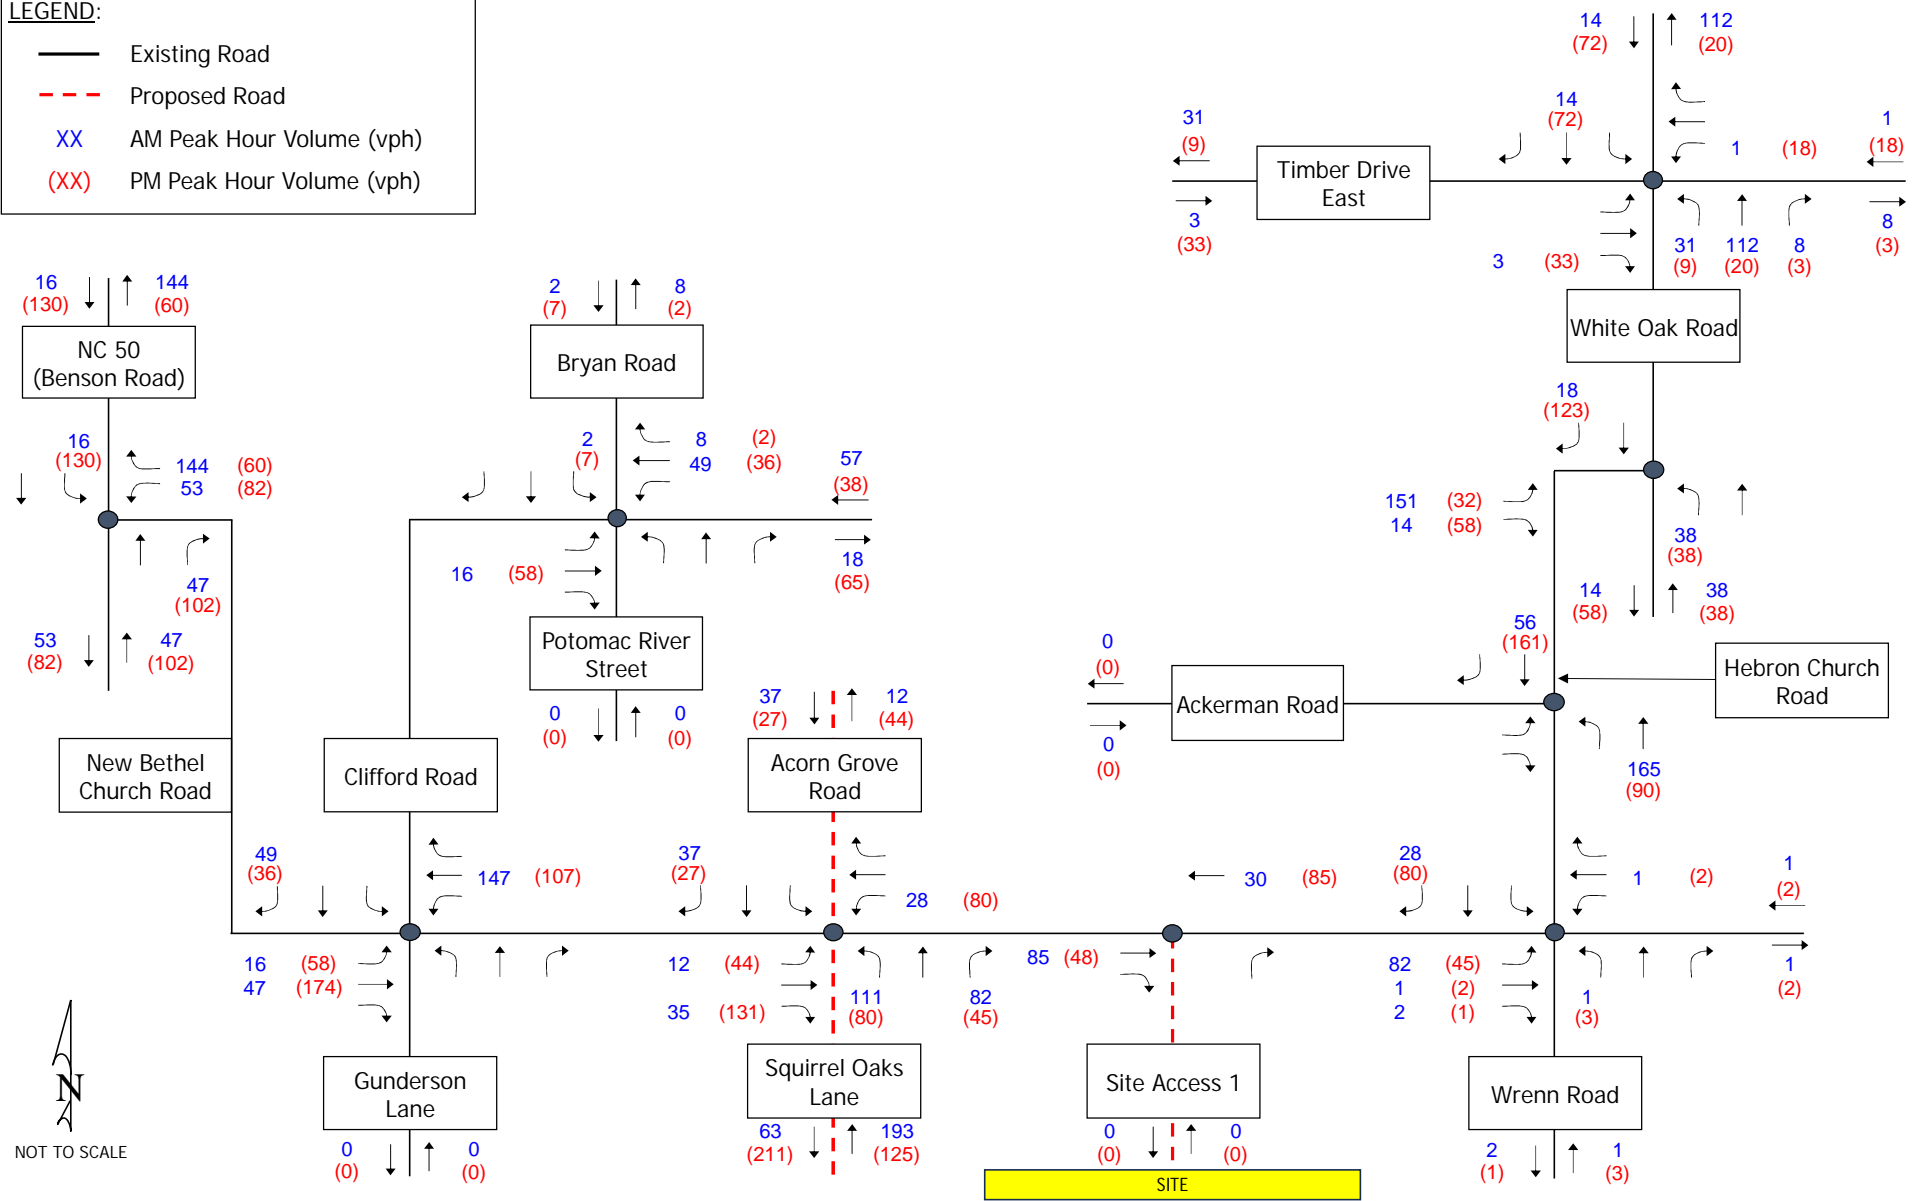 LEGEND:
Existing Road
Proposed Road
XX AM Peak Hour Volume (vph)
(XX) PM Peak Hour Volume (vph)
14 112
(72) (20)
14
(72)
31
(9)
1
(18)
1 (18)
Timber Drive
East
3
(33)
3 (33)
31 112 8
(9) (20) (3)
8
(3)
White Oak Road
16 144
(130) (60)
NC 50
(Benson Road)
16
(130)
144 (60)
53 (82)
47
(102)
53 47
(82) (102)
New Bethel
Church Road
2 8
(7) (2)
Bryan Road
2
(7)
8 (2)
49 (36)
57
(38)
16 (58)
18
(65)
Potomac River
Street
0 0
(0) (0)
18
(123)
151 (32)
14 (58)
38
(38)
14 38
(58) (38)
Hebron Church
Road
56
(161)
0
(0)
Ackerman Road
0
(0)
165
(90)
Clifford Road
37 12
(27) (44)
Acorn Grove
Road
49
(36)
147 (107)
16 (58)
47 (174)
Gunderson
Lane
0 0
(0) (0)
37
(27)
28 (80)
12 (44)
35 (131)
111 82
(80) (45)
Squirrel Oaks
Lane
63 193
(211) (125)
30 (85)
85 (48)
Site Access 1
0 0
(0) (0)
SITE
28
(80)
1 (2)
1
(2)
82 (45)
1 (2)
2 (1)
1
(3)
1
(2)
Wrenn Road
2 1
(1) (3)
N
NOT TO SCALE